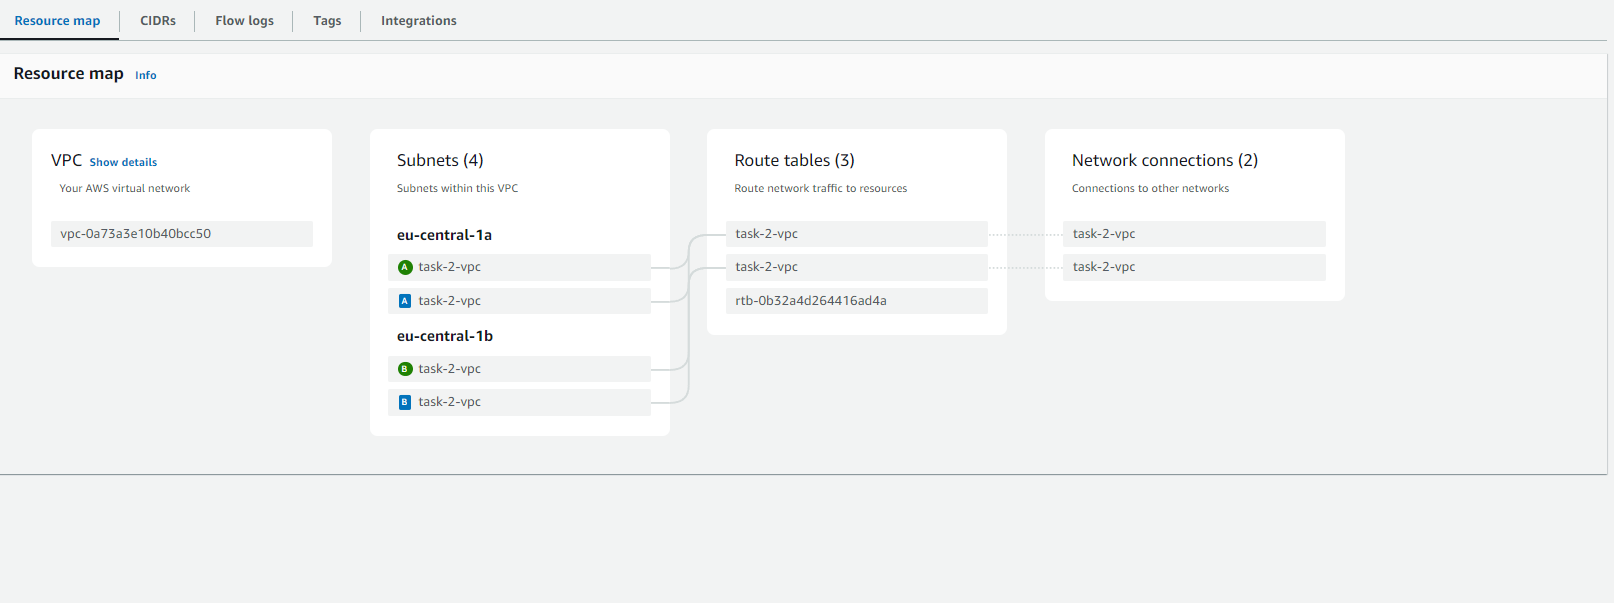 Resource map
CIDRs
Flow logs
Tags
Integrations
Resource map Info
VPC Show details
Your AWS virtual network
vpc-0a73a3e10b40bcc50
Subnets (4)
Subnets within this VPC
eu-central-1a
A task-2-vpc
A task-2-vpc
eu-central-1b
B task-2-vpc
B task-2-vpc
Route tables (3)
Route network traffic to resources
task-2-vpc
task-2-vpc
rtb-0b32a4d264416ad4a
Network connections (2)
Connections to other networks
task-2-vpc
task-2-vpc